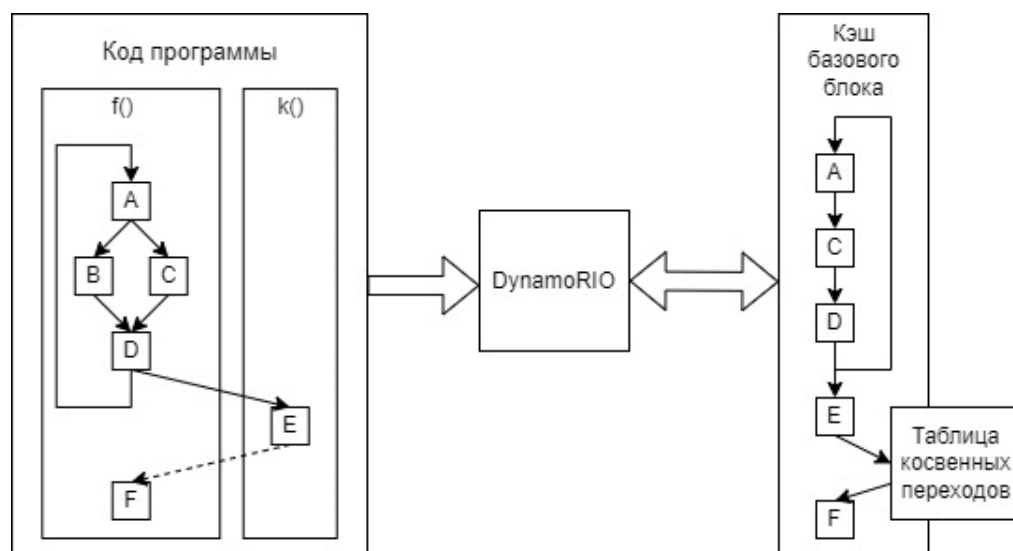 Код программы
f()
k()
A
B
C
D
E
F
DynamoRIO
Кэш
базового
блока
A
C
D
E
Таблица
косвенных
переходов
F